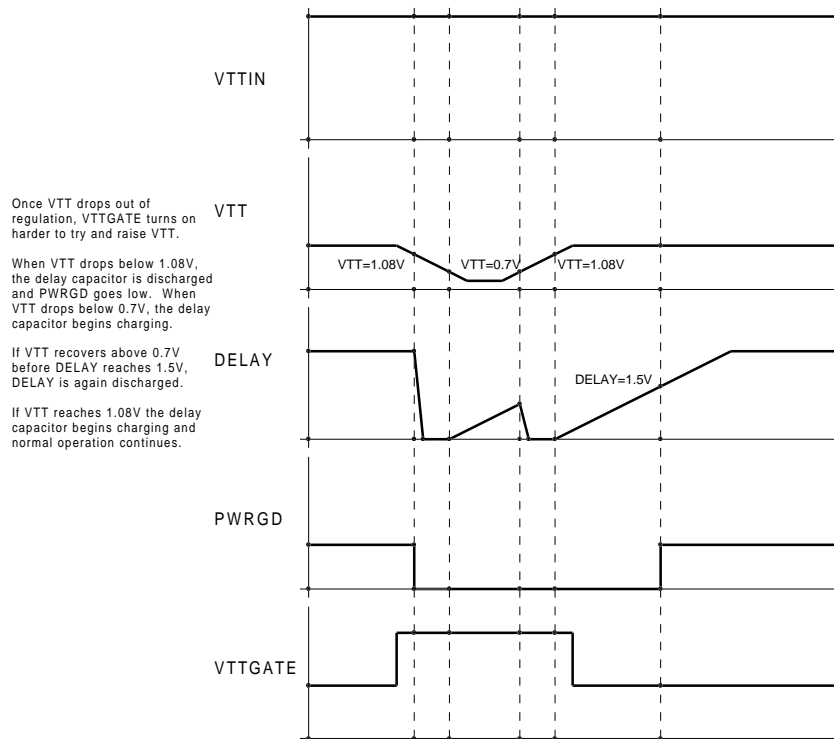 VTTIN
Once VTT drops out of
regulation, VTTGATE turns on
harder to try and raise VTT.
VTT
When VTT drops below 1.08V,
the delay capacitor is discharged
and PWRGD goes low. When
VTT drops below 0.7V, the delay
capacitor begins charging.
VTT=1.08V
VTT=0.7V
VTT=1.08V
If VTT recovers above 0.7V
before DELAY reaches 1.5V,
DELAY is again discharged.
DELAY
DELAY=1.5V
If VTT reaches 1.08V the delay
capacitor begins charging and
normal operation continues.
PWRGD
VTTGATE